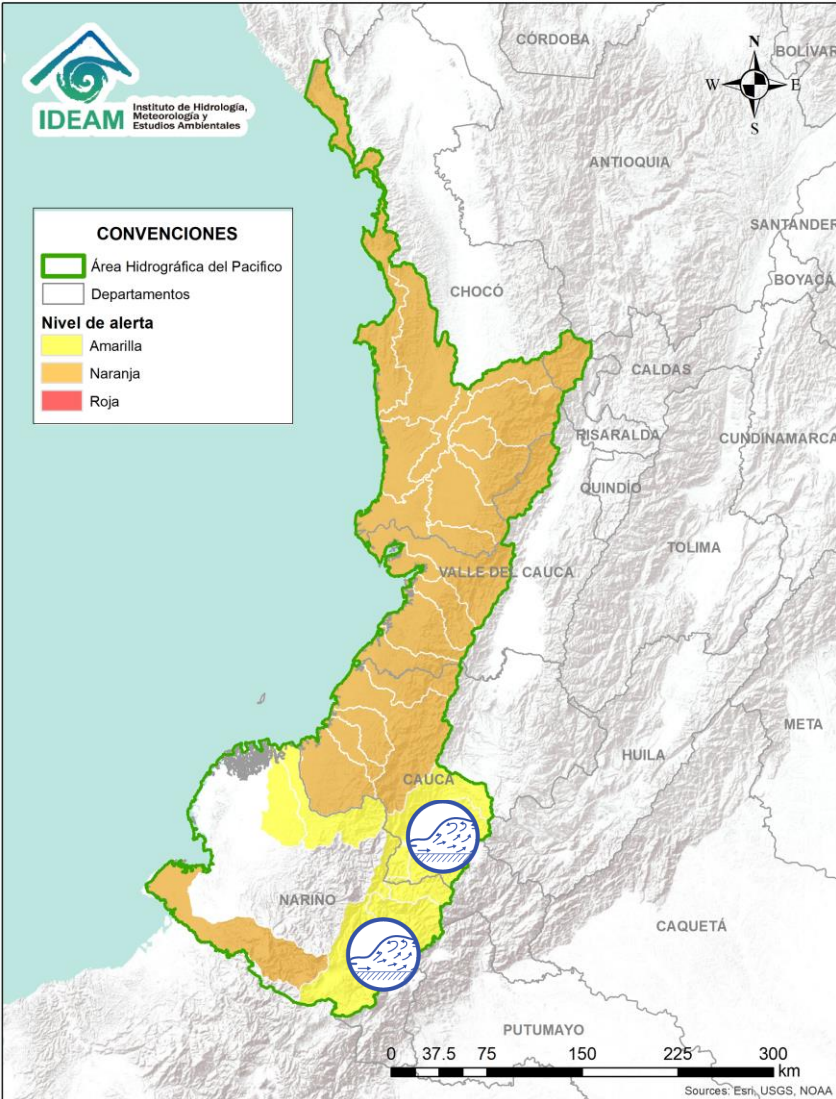 IDEAM
Instituto de Hidrología,
Meteorología y
Estudios Ambientales
N
W
E
S
CÓRDOBA
BOLÍVAR
ANTIOQUIA
SANTANDER
BOYACÁ
CHOCÓ
CALDAS
RISARALDA
CUNDINAMARCA
QUINDÍO
TOLIMA
VALLE DEL CAUCA
META
HUILA
CAUCA
NARIÑO
CAQUETÁ
PUTUMAYO
CONVENCIONES
Área Hidrográfica del Pacifico
Departamentos
Nivel de alerta
Amarilla
Naranja
Roja
0 37.5 75 150 225 300
km
Sources: Esri, USGS, NOAA